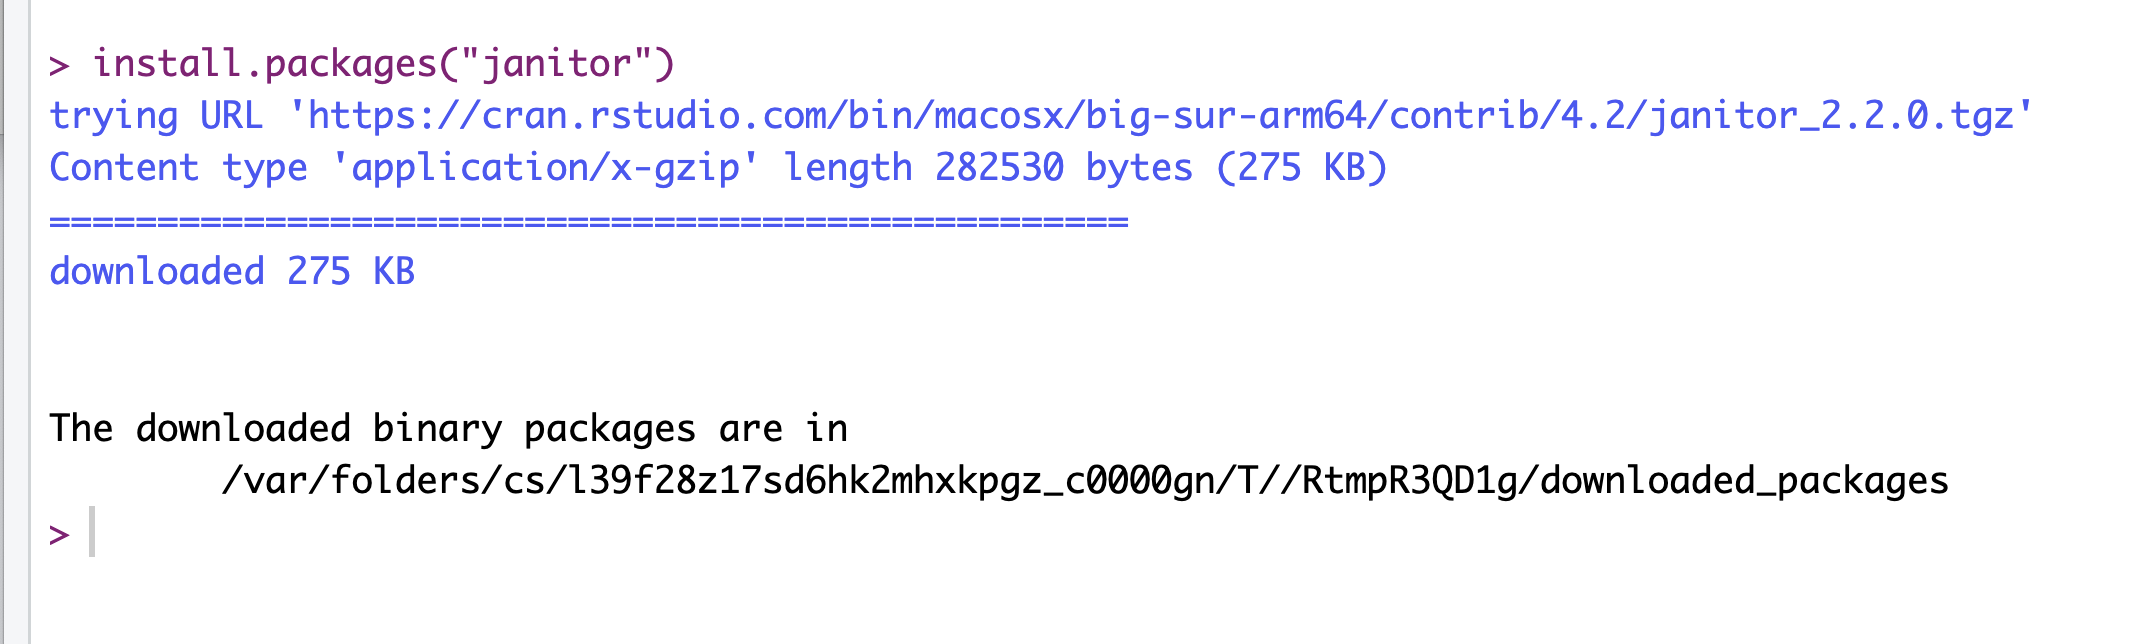 > install.packages("janitor")
trying URL 'https://cran.rstudio.com/bin/macosx/big-sur-arm64/contrib/4.2/janitor_2.2.0.tgz'
Content type 'application/x-gzip' length 282530 bytes (275 KB)
==================================================
downloaded 275 KB
The downloaded binary packages are in
	/var/folders/cs/l39f28z17sd6hk2mhxkpgz_c0000gn/T//RtmpR3QD1g/downloaded_packages
>